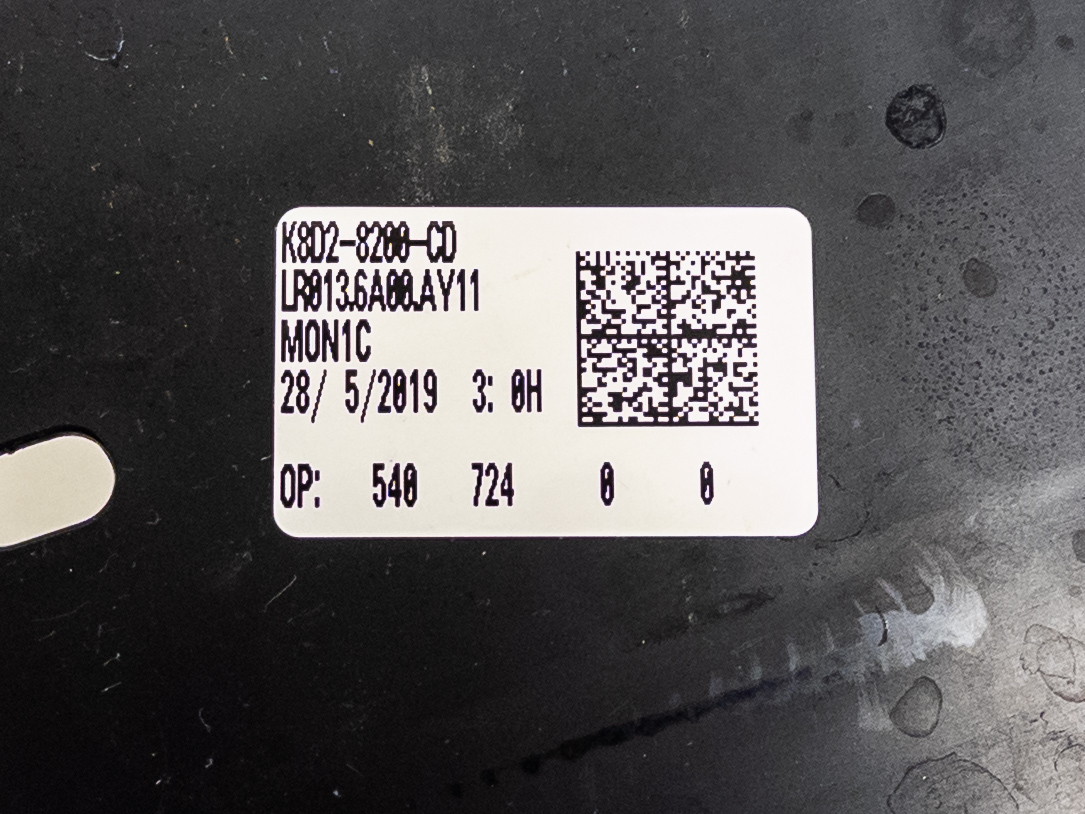 K8D2-8200-CD
LR013.6A00.AY11
MON1C
28/ 5/2019 3: 0H
OP: 540 724 0 0